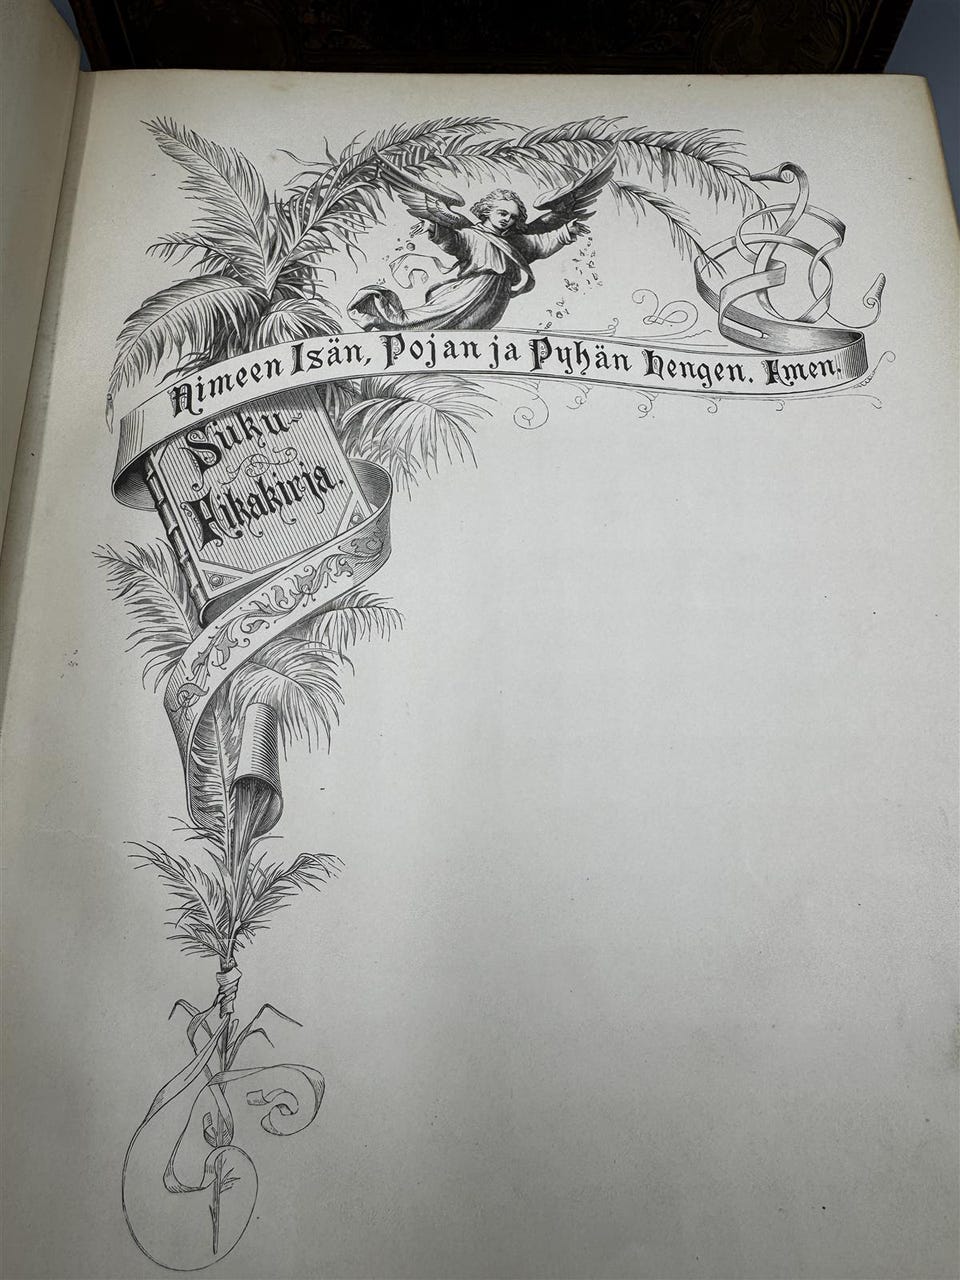 Nimeen Isän, Pojan ja Pyhän Hengen. Amen.
Suku-
Aikakirja.